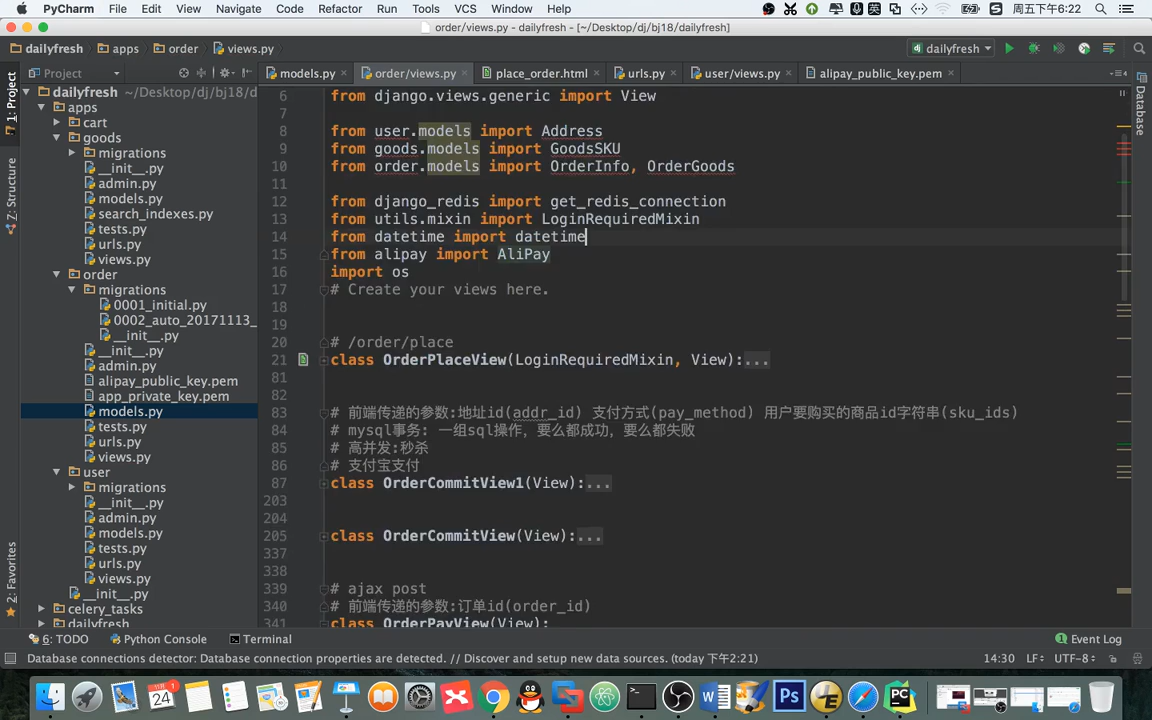 PyCharm File Edit View Navigate Code Refactor Run Tools VCS Window Help 周五下午6:22
order/views.py - dailyfresh - [~/Desktop/dj/bj18/dailyfresh]
dailyfresh apps order views.py dailyfresh
Project models.py × order/views.py × place_order.html × urls.py × user/views.py × alipay_public_key.pem ×
1: Project
Z: Structure
2: Favorites
Database
dailyfresh ~/Desktop/dj/bj18/d
apps
cart
goods
migrations
__init__.py
admin.py
models.py
search_indexes.py
tests.py
urls.py
views.py
order
migrations
0001_initial.py
0002_auto_20171113_
__init__.py
__init__.py
admin.py
alipay_public_key.pem
app_private_key.pem
models.py
tests.py
urls.py
views.py
user
migrations
__init__.py
admin.py
models.py
tests.py
urls.py
views.py
__init__.py
celery_tasks
dailyfresh
6 from django.views.generic import View
7
8 from user.models import Address
9 from goods.models import GoodsSKU
10 from order.models import OrderInfo, OrderGoods
11
12 from django_redis import get_redis_connection
13 from utils.mixin import LoginRequiredMixin
14 from datetime import datetime
15 from alipay import AliPay
16 import os
17 # Create your views here.
18
19
20 # /order/place
21 class OrderPlaceView(LoginRequiredMixin, View):...
81
82
83 # 前端传递的参数:地址id(addr_id) 支付方式(pay_method) 用户要购买的商品id字符串(sku_ids)
84 # mysql事务: 一组sql操作，要么都成功，要么都失败
85 # 高并发:秒杀
86 # 支付宝支付
87 class OrderCommitView1(View):...
203
204
205 class OrderCommitView(View):...
337
338
339 # ajax post
340 # 前端传递的参数:订单id(order_id)
341 class OrderPayView(View):
6: TODO Python Console Terminal 1 Event Log
Database connections detector: Database connection properties are detected. // Discover and setup new data sources. (today 下午2:21) 14:30 LF÷ UTF-8÷